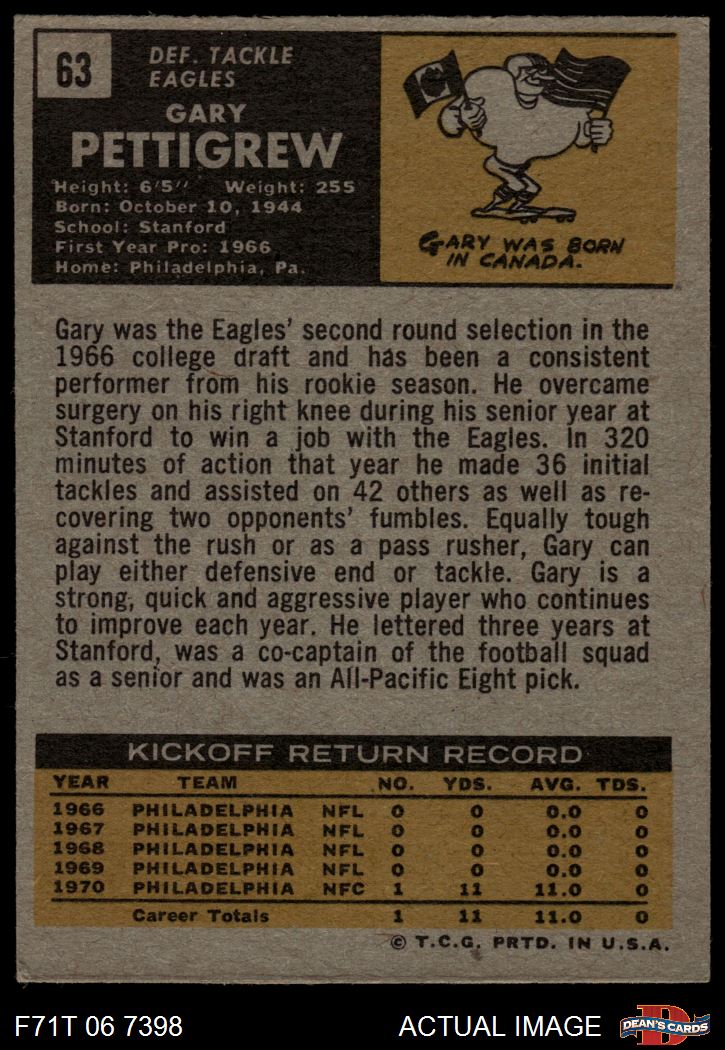 63
DEF. TACKLE
EAGLES
GARY
PETTIGREW
Height: 6'5'' Weight: 255
Born: October 10, 1944
School: Stanford
First Year Pro: 1966
Home: Philadelphia, Pa.
C
GARY WAS BORN
IN CANADA.
Gary was the Eagles' second round selection in the
1966 college draft and has been a consistent
performer from his rookie season. He overcame
surgery on his right knee during his senior year at
Stanford to win a job with the Eagles. In 320
minutes of action that year he made 36 initial
tackles and assisted on 42 others as well as re-
covering two opponents' fumbles. Equally tough
against the rush or as a pass rusher, Gary can
play either defensive end or tackle. Gary is a
strong, quick and aggressive player who continues
to improve each year. He lettered three years at
Stanford, was a co-captain of the football squad
as a senior and was an All-Pacific Eight pick.
KICKOFF RETURN RECORD
YEAR TEAM NO. YDS. AVG. TDS.
1966 PHILADELPHIA NFL 0 0 0.0 0
1967 PHILADELPHIA NFL 0 0 0.0 0
1968 PHILADELPHIA NFL 0 0 0.0 0
1969 PHILADELPHIA NFL 0 0 0.0 0
1970 PHILADELPHIA NFC 1 11 11.0 0
Career Totals 1 11 11.0 0
© T.C.G. PRTD. IN U.S.A.
F71T 06 7398 ACTUAL IMAGE D DEAN'S CARDS